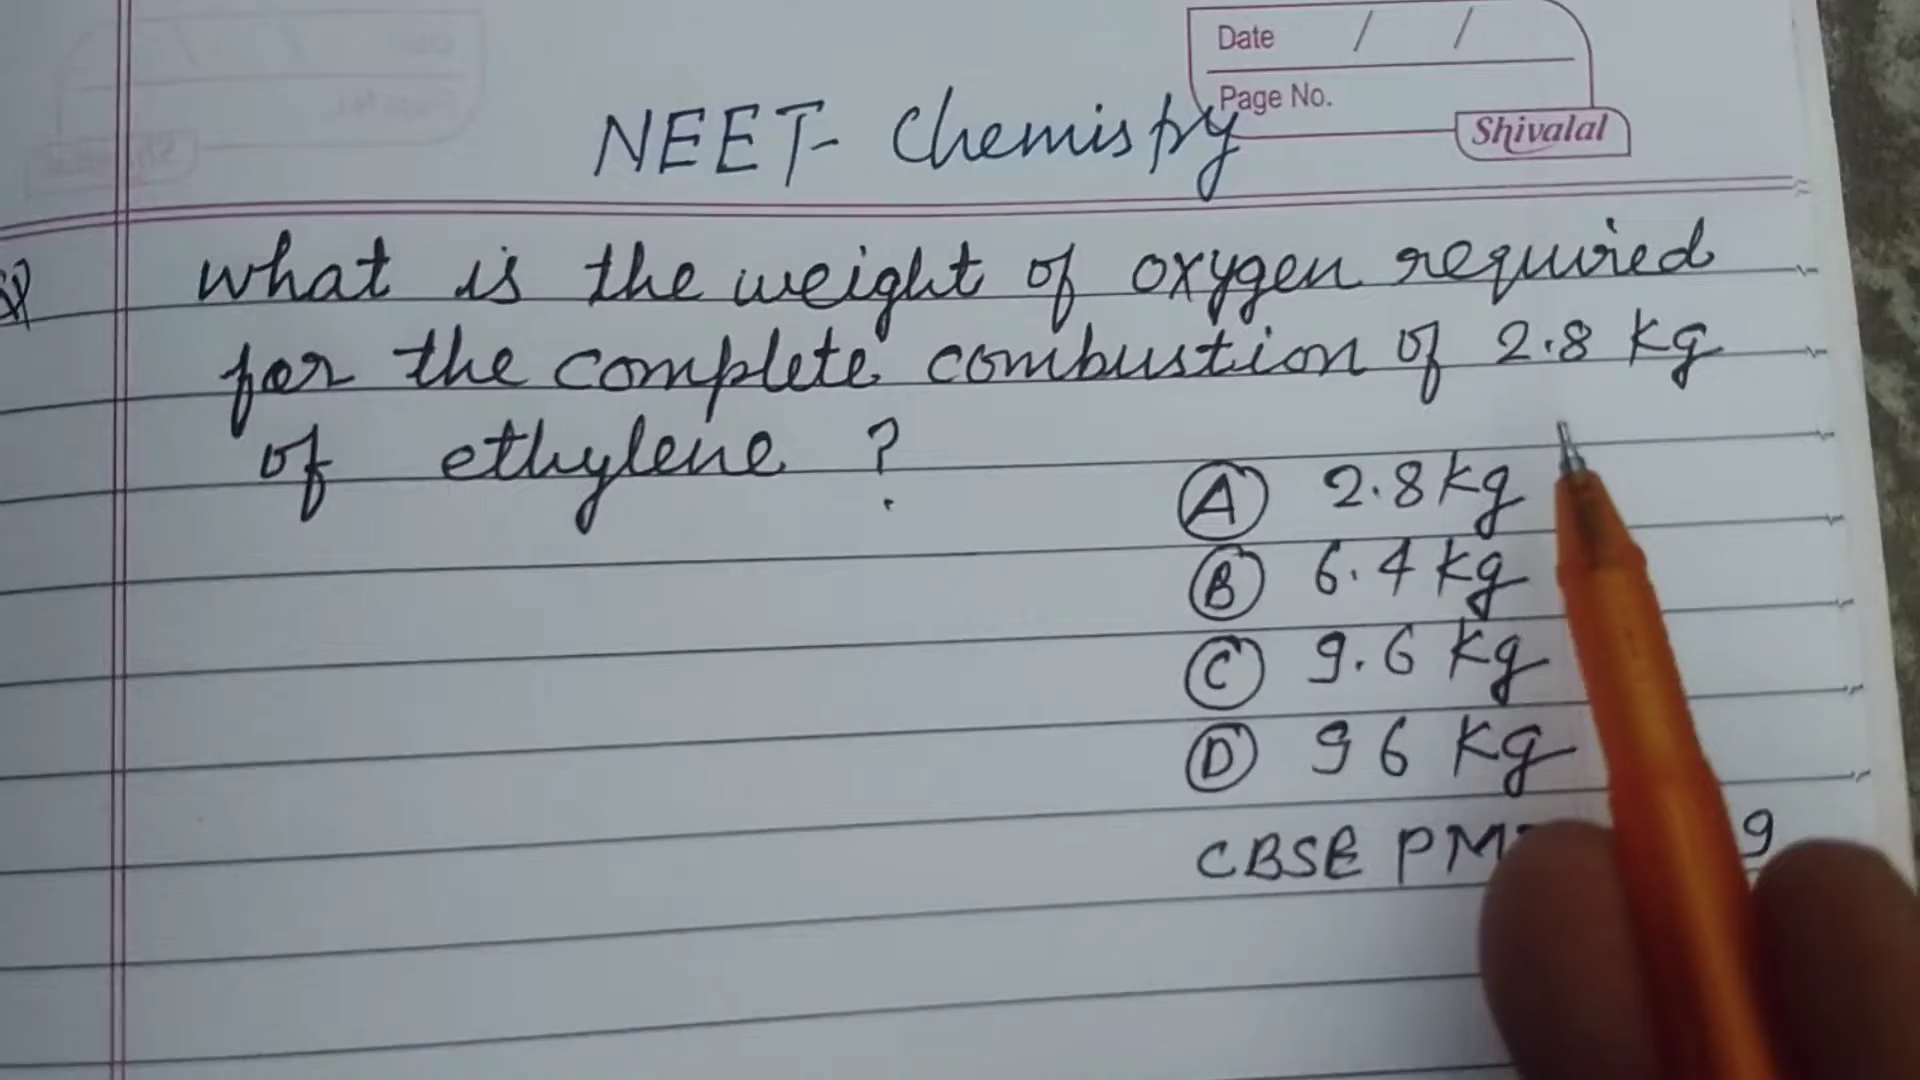 Date / /
Page No.
Shivalal
NEET- Chemistry
what is the weight of oxygen required
for the complete combustion of 2.8 kg
of ethylene ?
A 2.8 kg
B 6.4 kg
C 9.6 kg
D 96 kg
CBSE 9